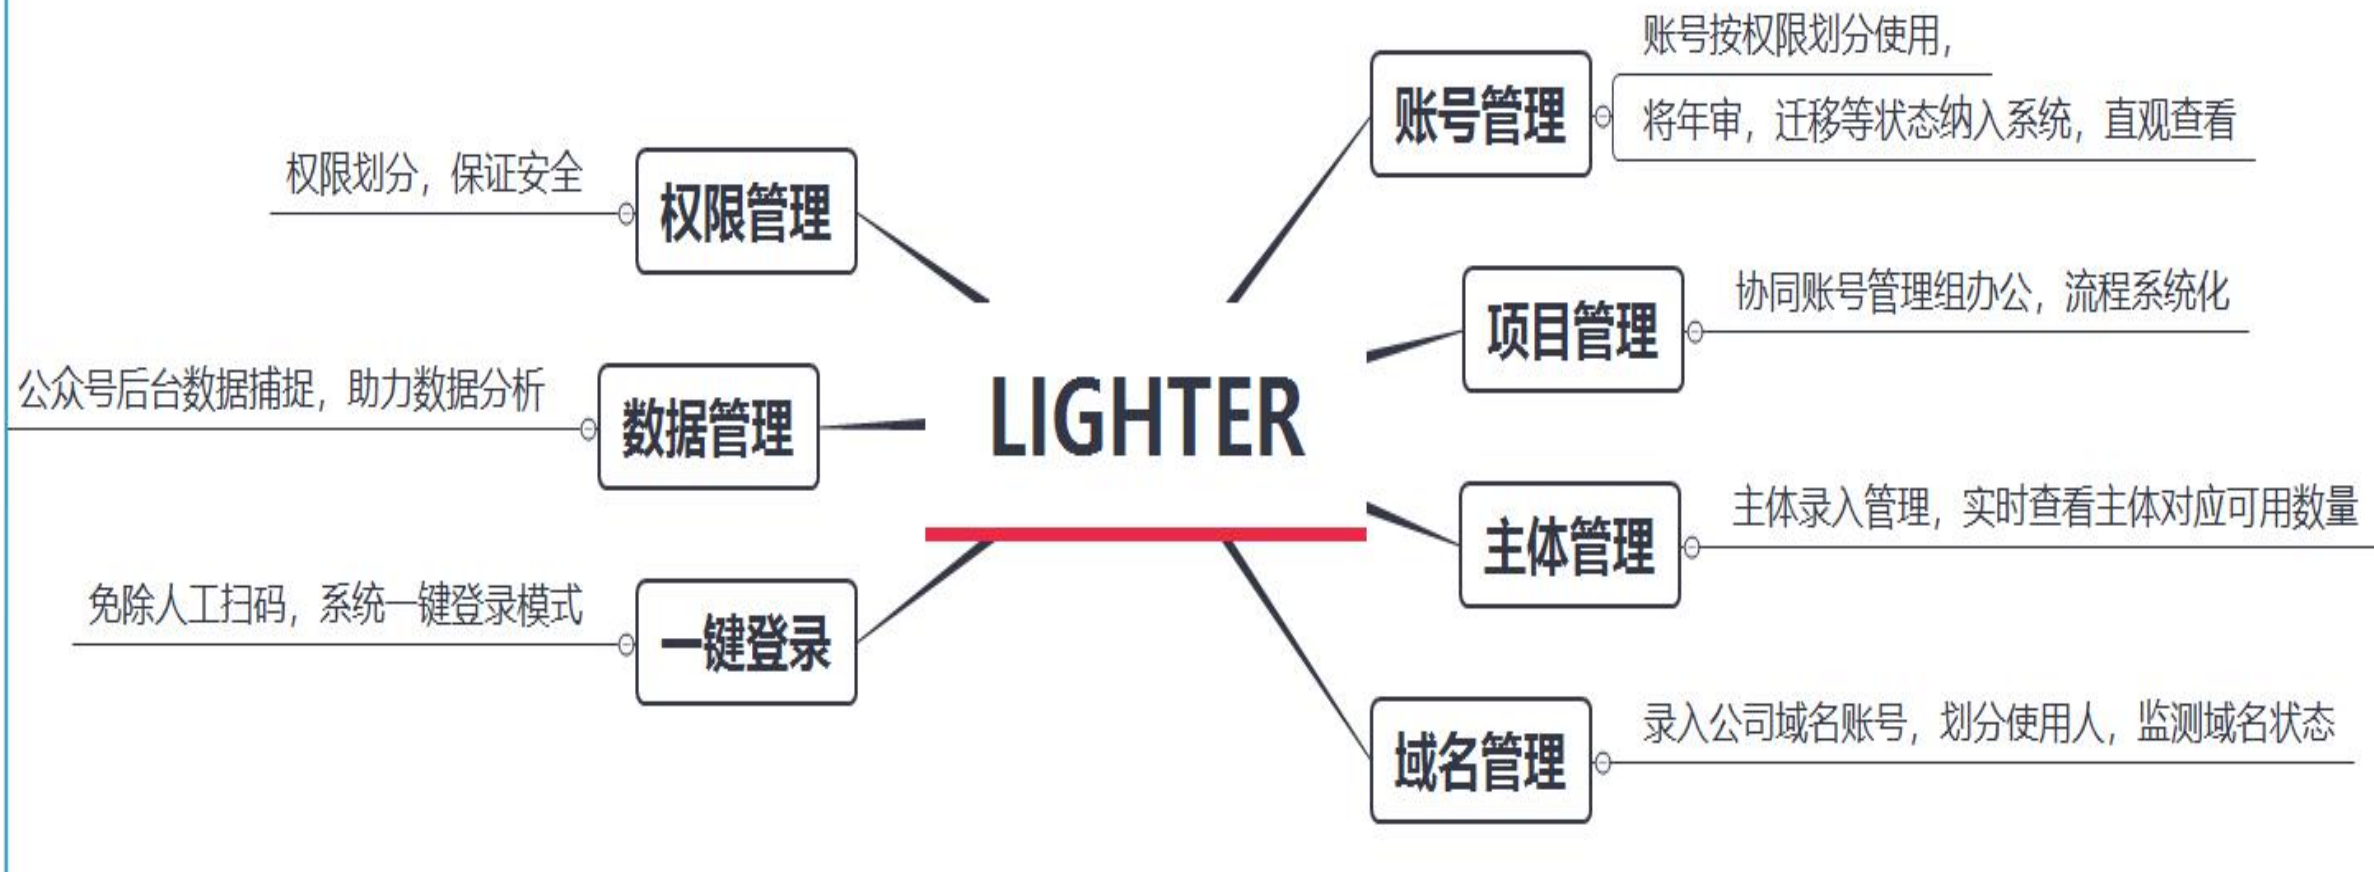 LIGHTER
账号管理
账号按权限划分使用，
将年审，迁移等状态纳入系统，直观查看
项目管理
协同账号管理组办公，流程系统化
主体管理
主体录入管理，实时查看主体对应可用数量
域名管理
录入公司域名账号，划分使用人，监测域名状态
权限管理
权限划分，保证安全
数据管理
公众号后台数据捕捉，助力数据分析
一键登录
免除人工扫码，系统一键登录模式